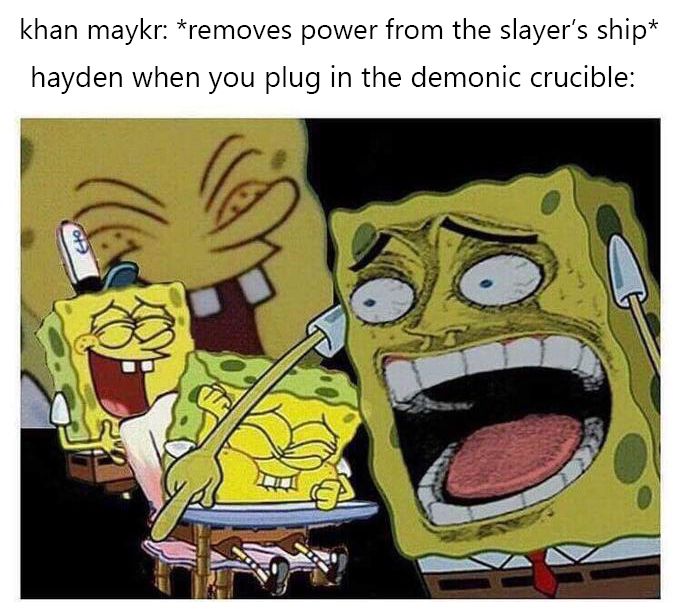 khan maykr: *removes power from the slayer’s ship*
hayden when you plug in the demonic crucible: